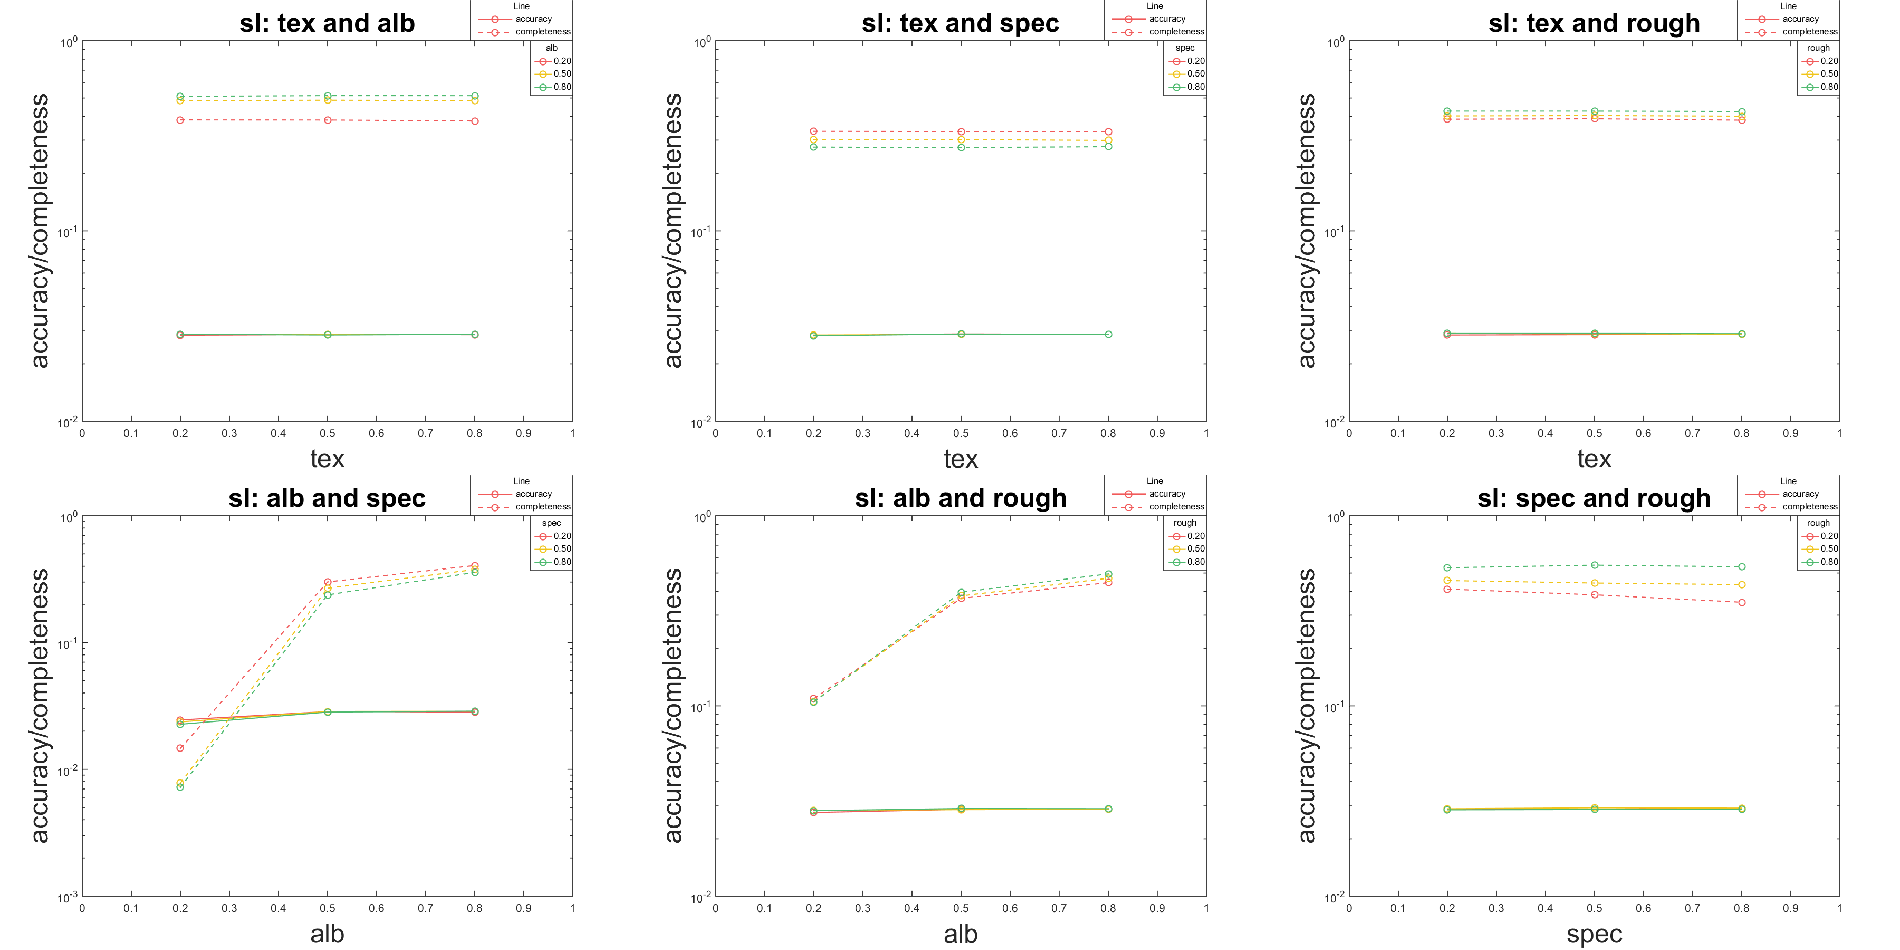 sl: tex and alb
Line
accuracy
completeness
alb
0.20
0.50
0.80
10^0
10^-1
10^-2
accuracy/completeness
0 0.1 0.2 0.3 0.4 0.5 0.6 0.7 0.8 0.9 1
tex
sl: tex and spec
Line
accuracy
completeness
spec
0.20
0.50
0.80
10^0
10^-1
10^-2
accuracy/completeness
0 0.1 0.2 0.3 0.4 0.5 0.6 0.7 0.8 0.9 1
tex
sl: tex and rough
Line
accuracy
completeness
rough
0.20
0.50
0.80
10^0
10^-1
10^-2
accuracy/completeness
0 0.1 0.2 0.3 0.4 0.5 0.6 0.7 0.8 0.9 1
tex
sl: alb and spec
Line
accuracy
completeness
spec
0.20
0.50
0.80
10^0
10^-1
10^-2
10^-3
accuracy/completeness
0 0.1 0.2 0.3 0.4 0.5 0.6 0.7 0.8 0.9 1
alb
sl: alb and rough
Line
accuracy
completeness
rough
0.20
0.50
0.80
10^0
10^-1
10^-2
accuracy/completeness
0 0.1 0.2 0.3 0.4 0.5 0.6 0.7 0.8 0.9 1
alb
sl: spec and rough
Line
accuracy
completeness
rough
0.20
0.50
0.80
10^0
10^-1
10^-2
accuracy/completeness
0 0.1 0.2 0.3 0.4 0.5 0.6 0.7 0.8 0.9 1
spec